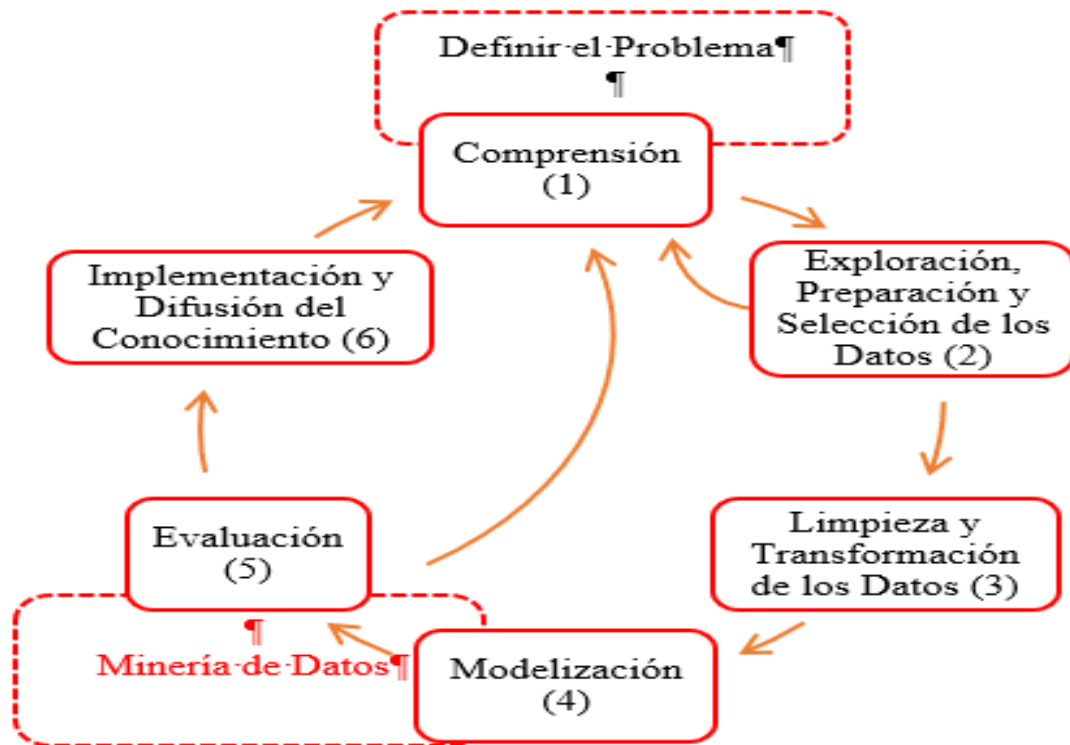 Definir·el·Problema¶
¶
Comprensión
(1)
Exploración,
Preparación y
Selección de los
Datos (2)
Limpieza y
Transformación
de los Datos (3)
Modelización
(4)
¶
Minería·de·Datos¶
Evaluación
(5)
Implementación y
Difusión del
Conocimiento (6)